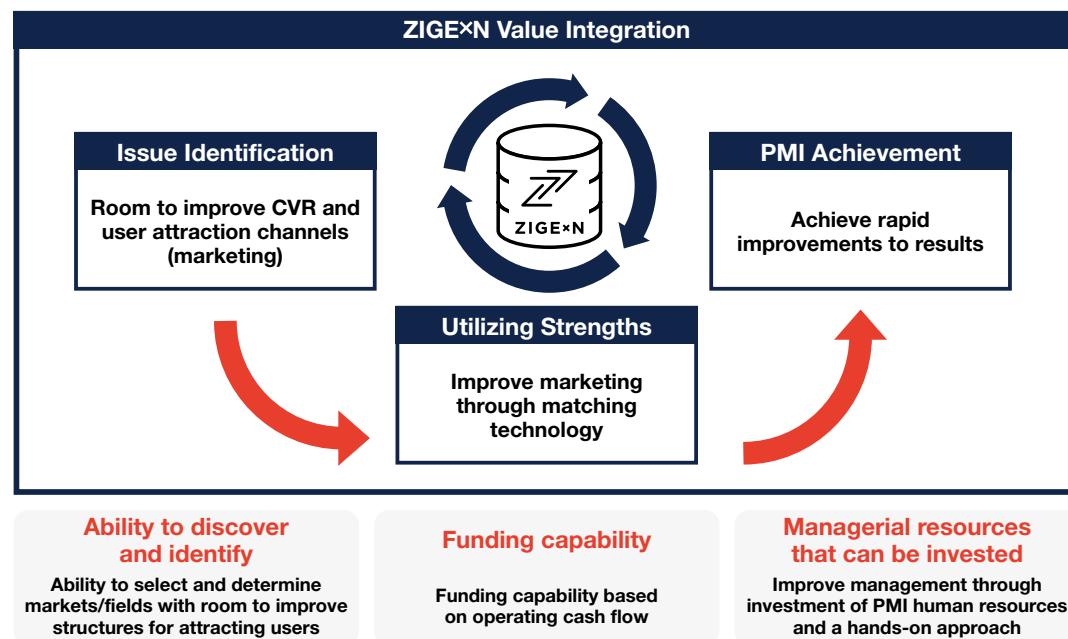 ZIGE×N Value Integration
Issue Identification
Room to improve CVR and
user attraction channels
(marketing)
ZIGE×N
PMI Achievement
Achieve rapid
improvements to results
Utilizing Strengths
Improve marketing
through matching
technology
Ability to discover
and identify
Ability to select and determine
markets/fields with room to improve
structures for attracting users
Funding capability
Funding capability based
on operating cash flow
Managerial resources
that can be invested
Improve management through
investment of PMI human resources
and a hands-on approach